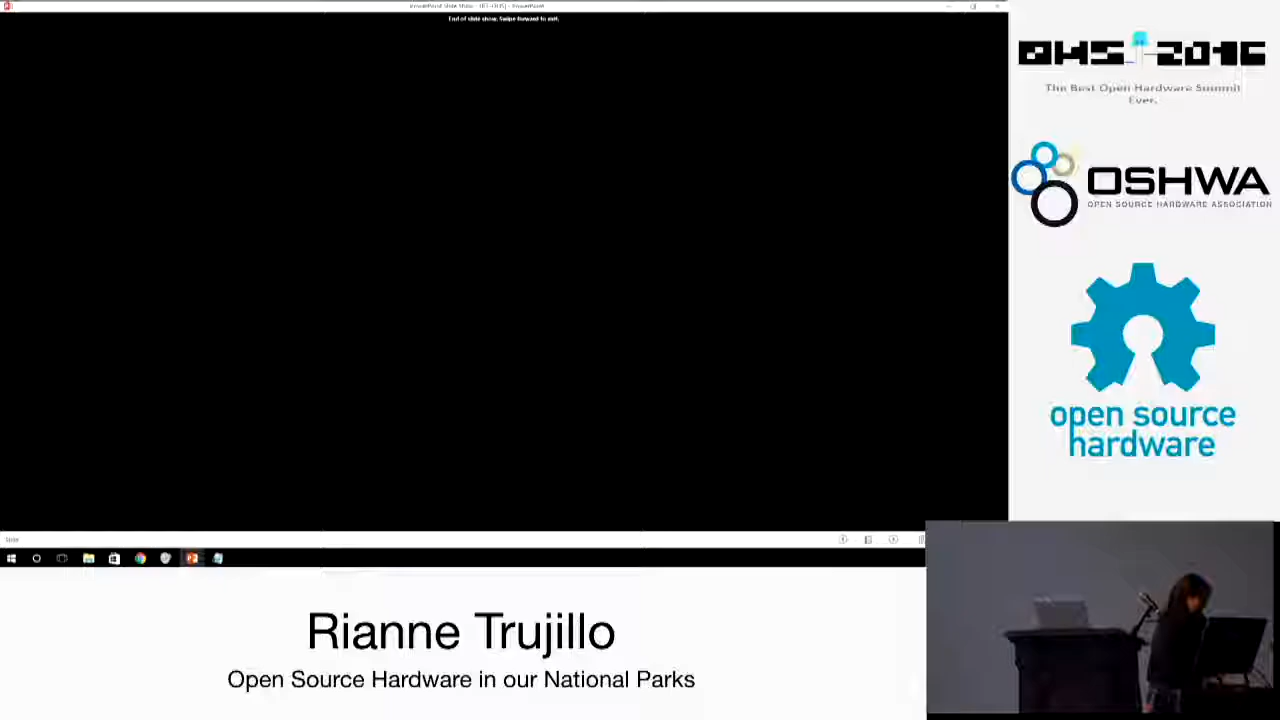 End of slide show. Swipe forward to exit.
OHS 2016
The Best Open Hardware Summit
Ever.
OSHWA
OPEN SOURCE HARDWARE ASSOCIATION
open source
hardware
Slide
Rianne Trujillo
Open Source Hardware in our National Parks